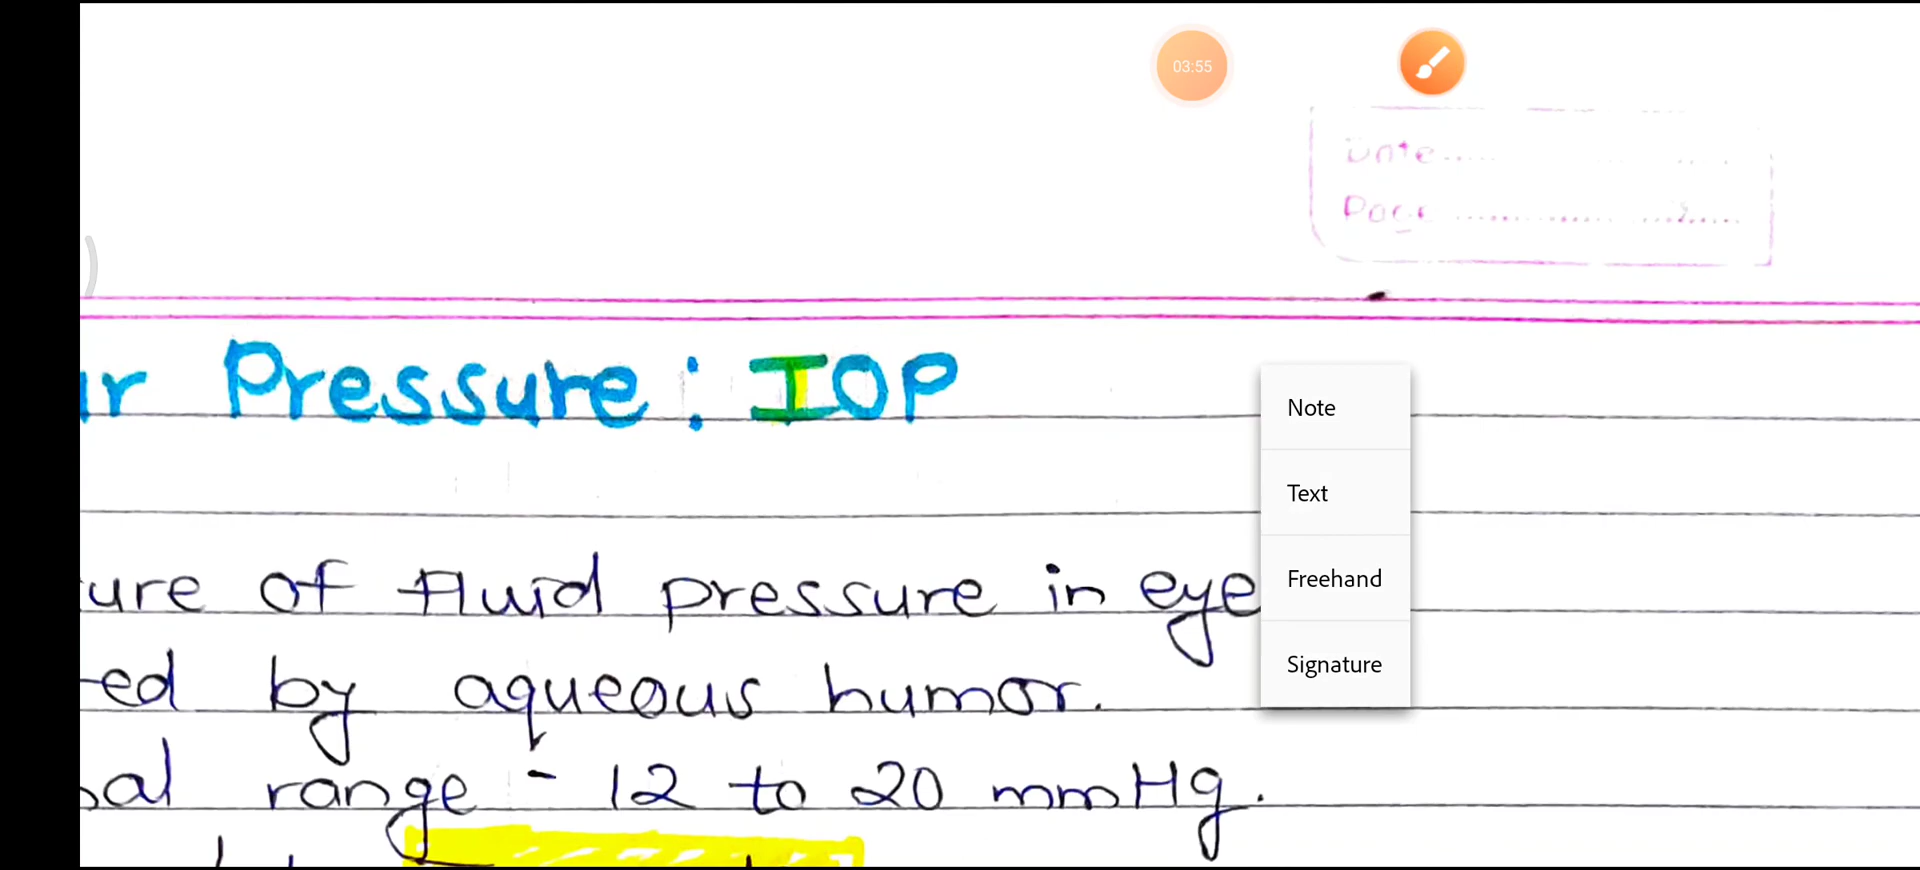 03:55
Date
Page
ar Pressure: IOP
Note
Text
Freehand
Signature
ure of fluid pressure in eye
ed by aqueous humor.
al range - 12 to 20 mmHg.